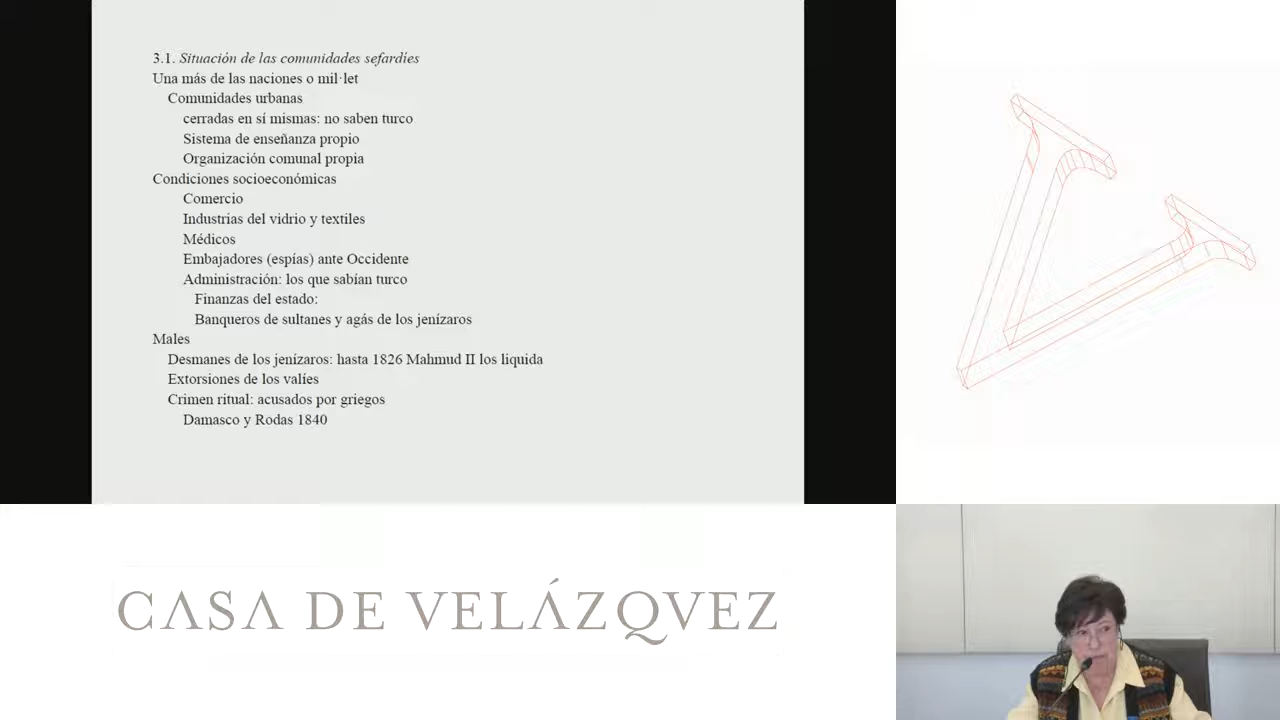 3.1. Situación de las comunidades sefardíes
Una más de las naciones o mil·let
Comunidades urbanas
cerradas en sí mismas: no saben turco
Sistema de enseñanza propio
Organización comunal propia
Condiciones socioeconómicas
Comercio
Industrias del vidrio y textiles
Médicos
Embajadores (espías) ante Occidente
Administración: los que sabían turco
Finanzas del estado:
Banqueros de sultanes y agás de los jenízaros
Males
Desmanes de los jenízaros: hasta 1826 Mahmud II los liquida
Extorsiones de los valíes
Crimen ritual: acusados por griegos
Damasco y Rodas 1840
CASA DE VELÁZQVEZ